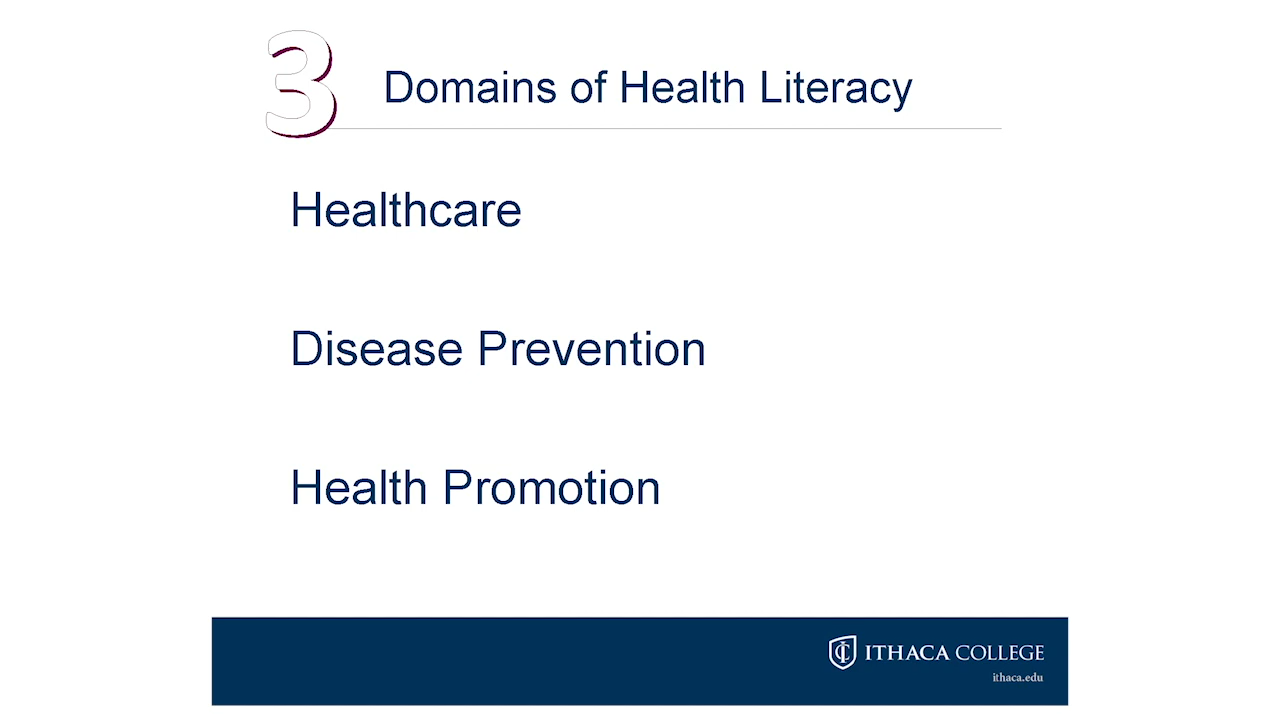 3 Domains of Health Literacy
Healthcare
Disease Prevention
Health Promotion
ITHACA COLLEGE
ithaca.edu